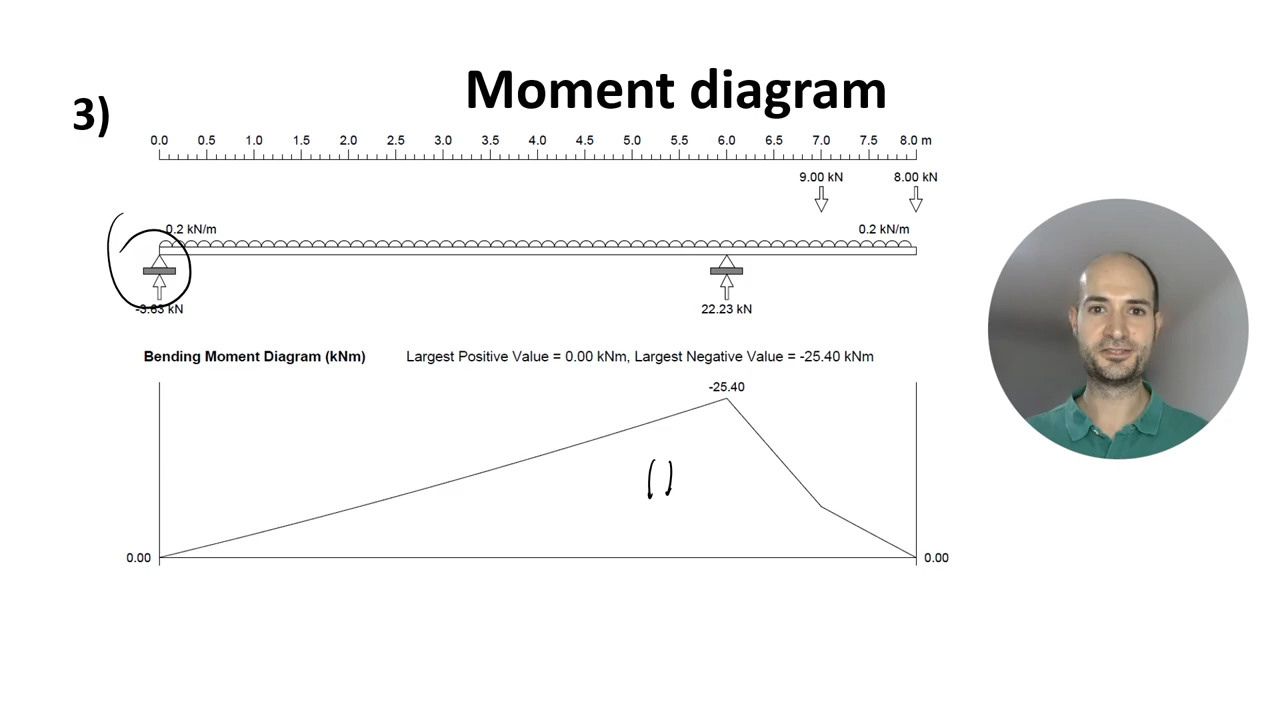 Moment diagram
3)
0.0 0.5 1.0 1.5 2.0 2.5 3.0 3.5 4.0 4.5 5.0 5.5 6.0 6.5 7.0 7.5 8.0 m
9.00 kN 8.00 kN
0.2 kN/m 0.2 kN/m
-3.63 kN 22.23 kN
Bending Moment Diagram (kNm) Largest Positive Value = 0.00 kNm, Largest Negative Value = -25.40 kNm
-25.40
0.00 0.00